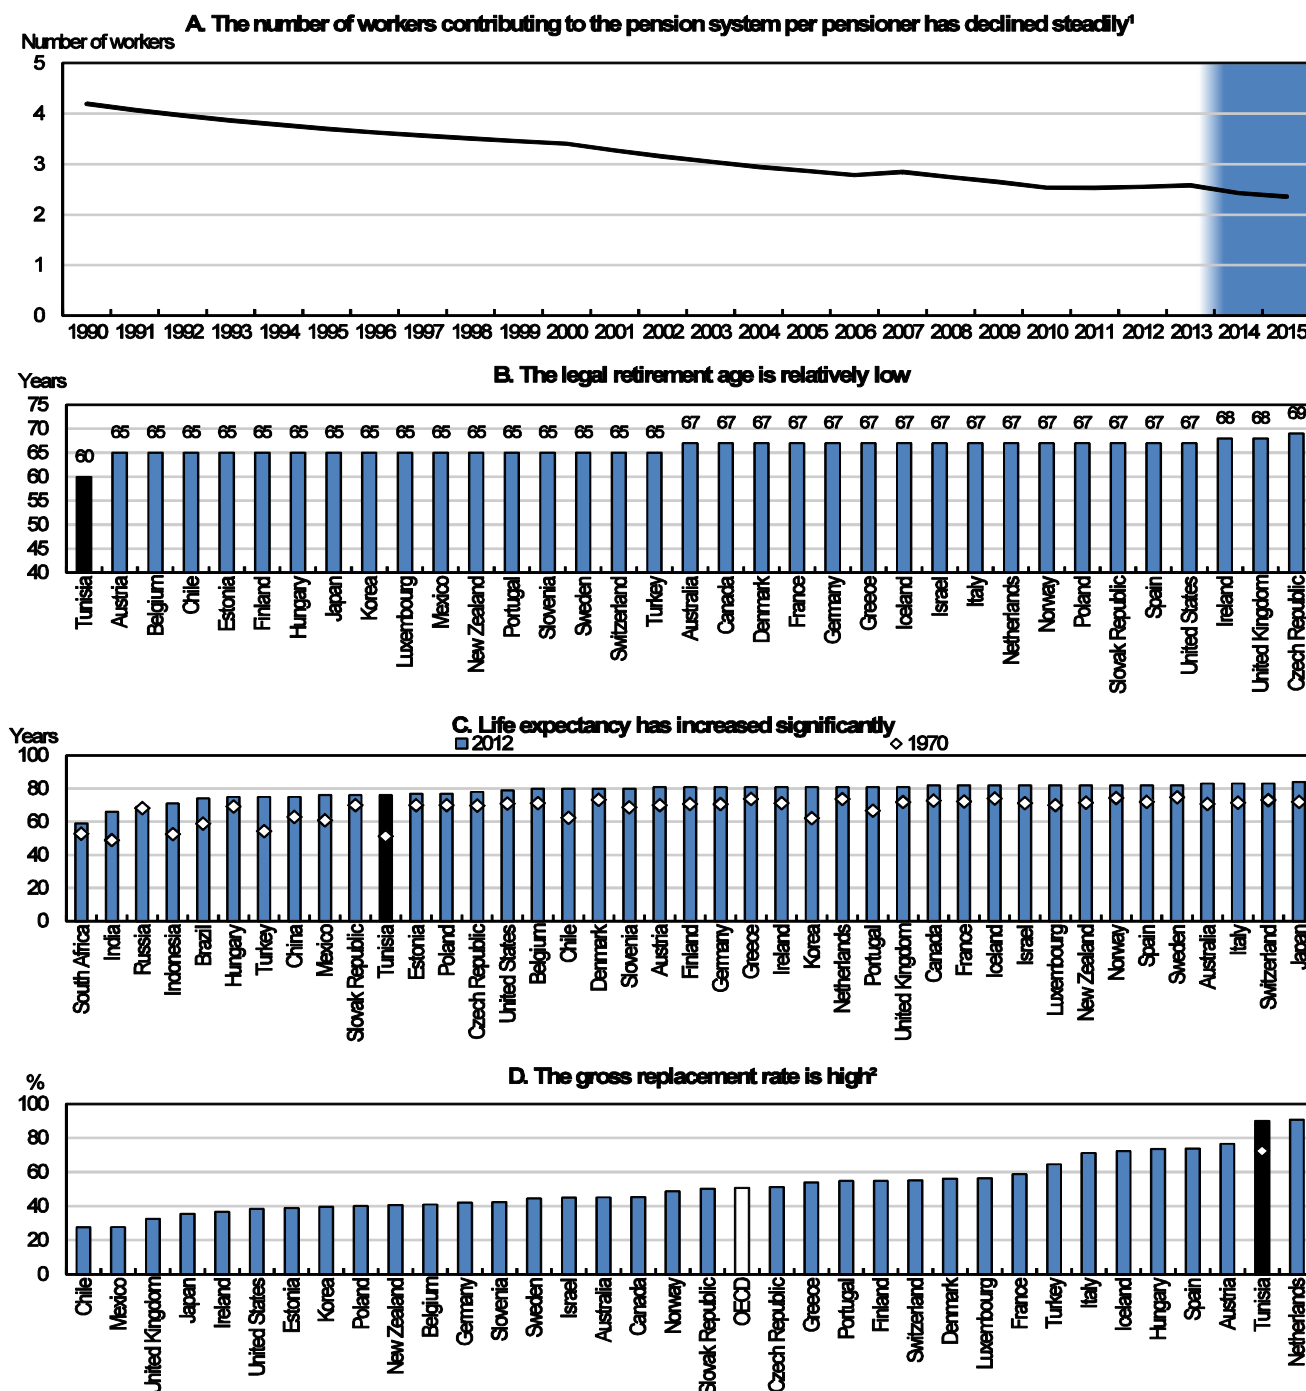 A. The number of workers contributing to the pension system per pensioner has declined steadily¹
Number of workers
5
4
3
2
1
0
1990 1991 1992 1993 1994 1995 1996 1997 1998 1999 2000 2001 2002 2003 2004 2005 2006 2007 2008 2009 2010 2011 2012 2013 2014 2015
B. The legal retirement age is relatively low
Years
75
70
65
60
55
50
45
40
60 65 65 65 65 65 65 65 65 65 65 65 65 65 65 65 65 67 67 67 67 67 67 67 67 67 67 67 67 67 67 67 68 68 69
Tunisia
Austria
Belgium
Chile
Estonia
Finland
Hungary
Japan
Korea
Luxembourg
Mexico
New Zealand
Portugal
Slovenia
Sweden
Switzerland
Turkey
Australia
Canada
Denmark
France
Germany
Greece
Iceland
Israel
Italy
Netherlands
Norway
Poland
Slovak Republic
Spain
United States
Ireland
United Kingdom
Czech Republic
C. Life expectancy has increased significantly
Years
2012
1970
100
80
60
40
20
0
South Africa
India
Russia
Indonesia
Brazil
Hungary
Turkey
China
Mexico
Slovak Republic
Tunisia
Estonia
Poland
Czech Republic
United States
Belgium
Chile
Denmark
Slovenia
Austria
Finland
Germany
Greece
Ireland
Korea
Netherlands
Portugal
United Kingdom
Canada
France
Iceland
Israel
Luxembourg
New Zealand
Norway
Spain
Sweden
Australia
Italy
Switzerland
Japan
D. The gross replacement rate is high²
%
100
80
60
40
20
0
Chile
Mexico
United Kingdom
Japan
Ireland
United States
Estonia
Korea
Poland
New Zealand
Belgium
Germany
Slovenia
Sweden
Israel
Australia
Canada
Norway
Slovak Republic
OECD
Czech Republic
Greece
Portugal
Finland
Switzerland
Denmark
Luxembourg
France
Turkey
Italy
Iceland
Hungary
Spain
Austria
Tunisia
Netherlands